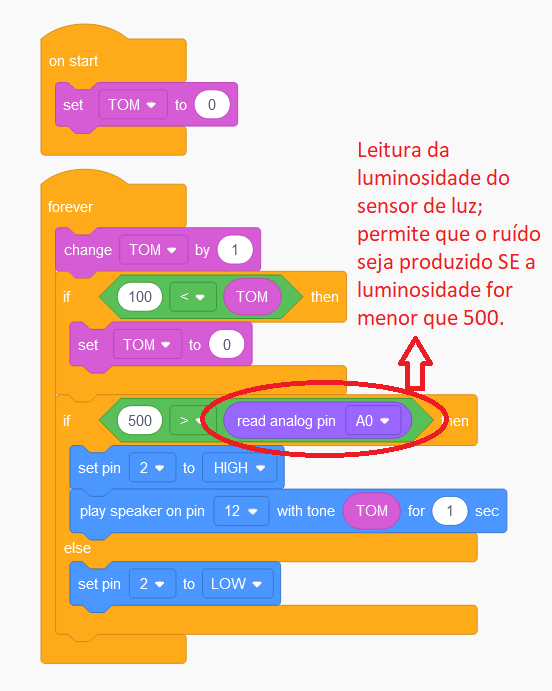 on start
set TOM to 0
Leitura da
luminosidade do
sensor de luz;
permite que o ruído
seja produzido SE a
luminosidade for
menor que 500.
forever
change TOM by 1
if 100 < TOM then
set TOM to 0
if 500 > read analog pin A0 then
set pin 2 to HIGH
play speaker on pin 12 with tone TOM for 1 sec
else
set pin 2 to LOW